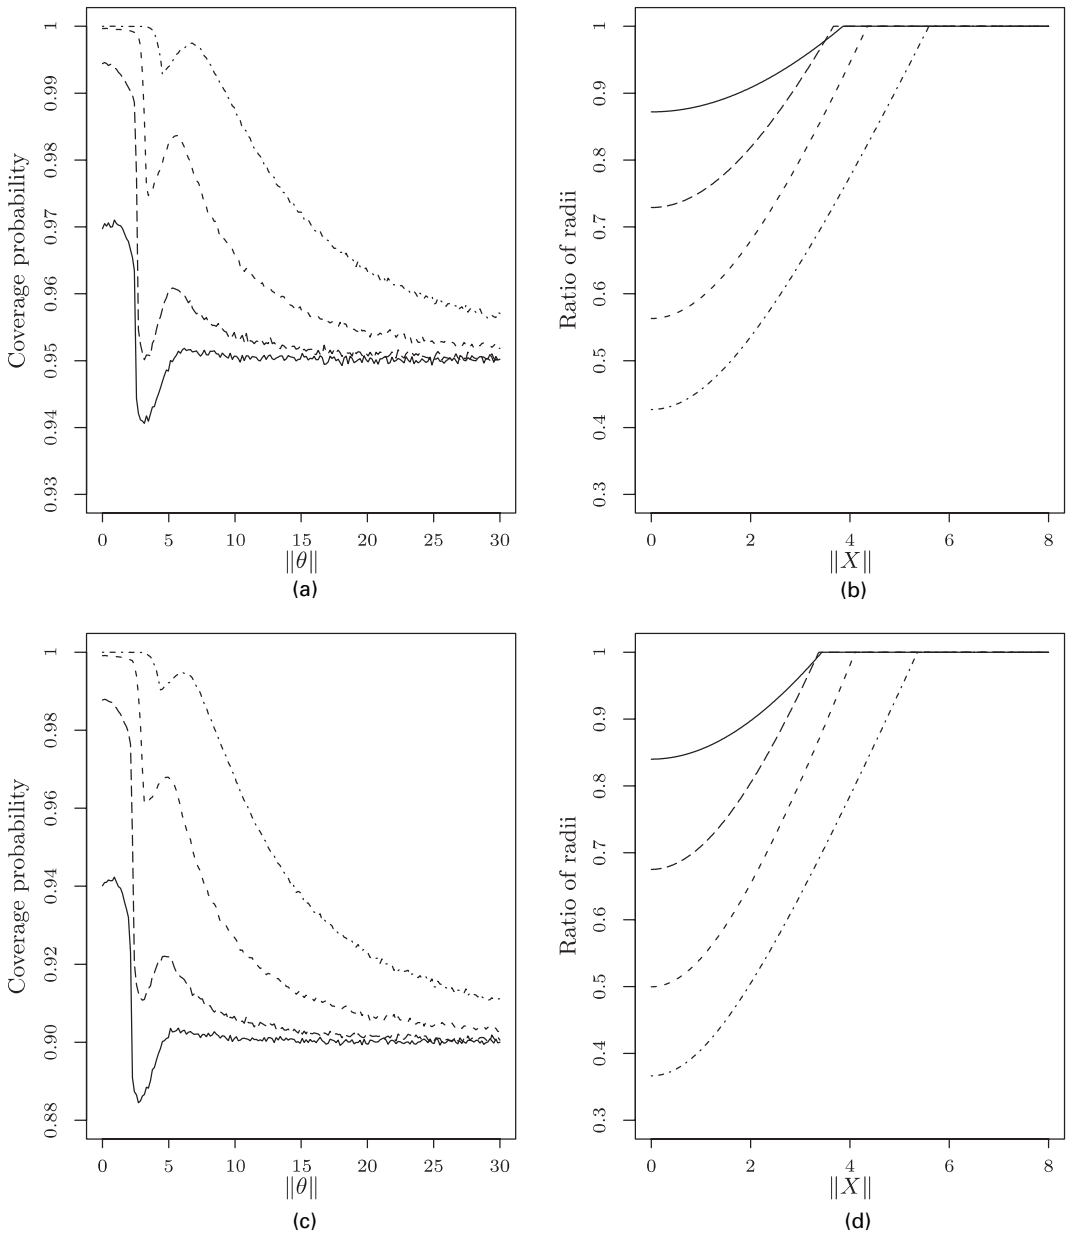 Coverage probability
1
0.99
0.98
0.97
0.96
0.95
0.94
0.93
0 5 10 15 20 25 30
||θ||
(a)
Ratio of radii
1
0.9
0.8
0.7
0.6
0.5
0.4
0.3
0 2 4 6 8
||X||
(b)
Coverage probability
1
0.98
0.96
0.94
0.92
0.90
0.88
0 5 10 15 20 25 30
||θ||
(c)
Ratio of radii
1
0.9
0.8
0.7
0.6
0.5
0.4
0.3
0 2 4 6 8
||X||
(d)